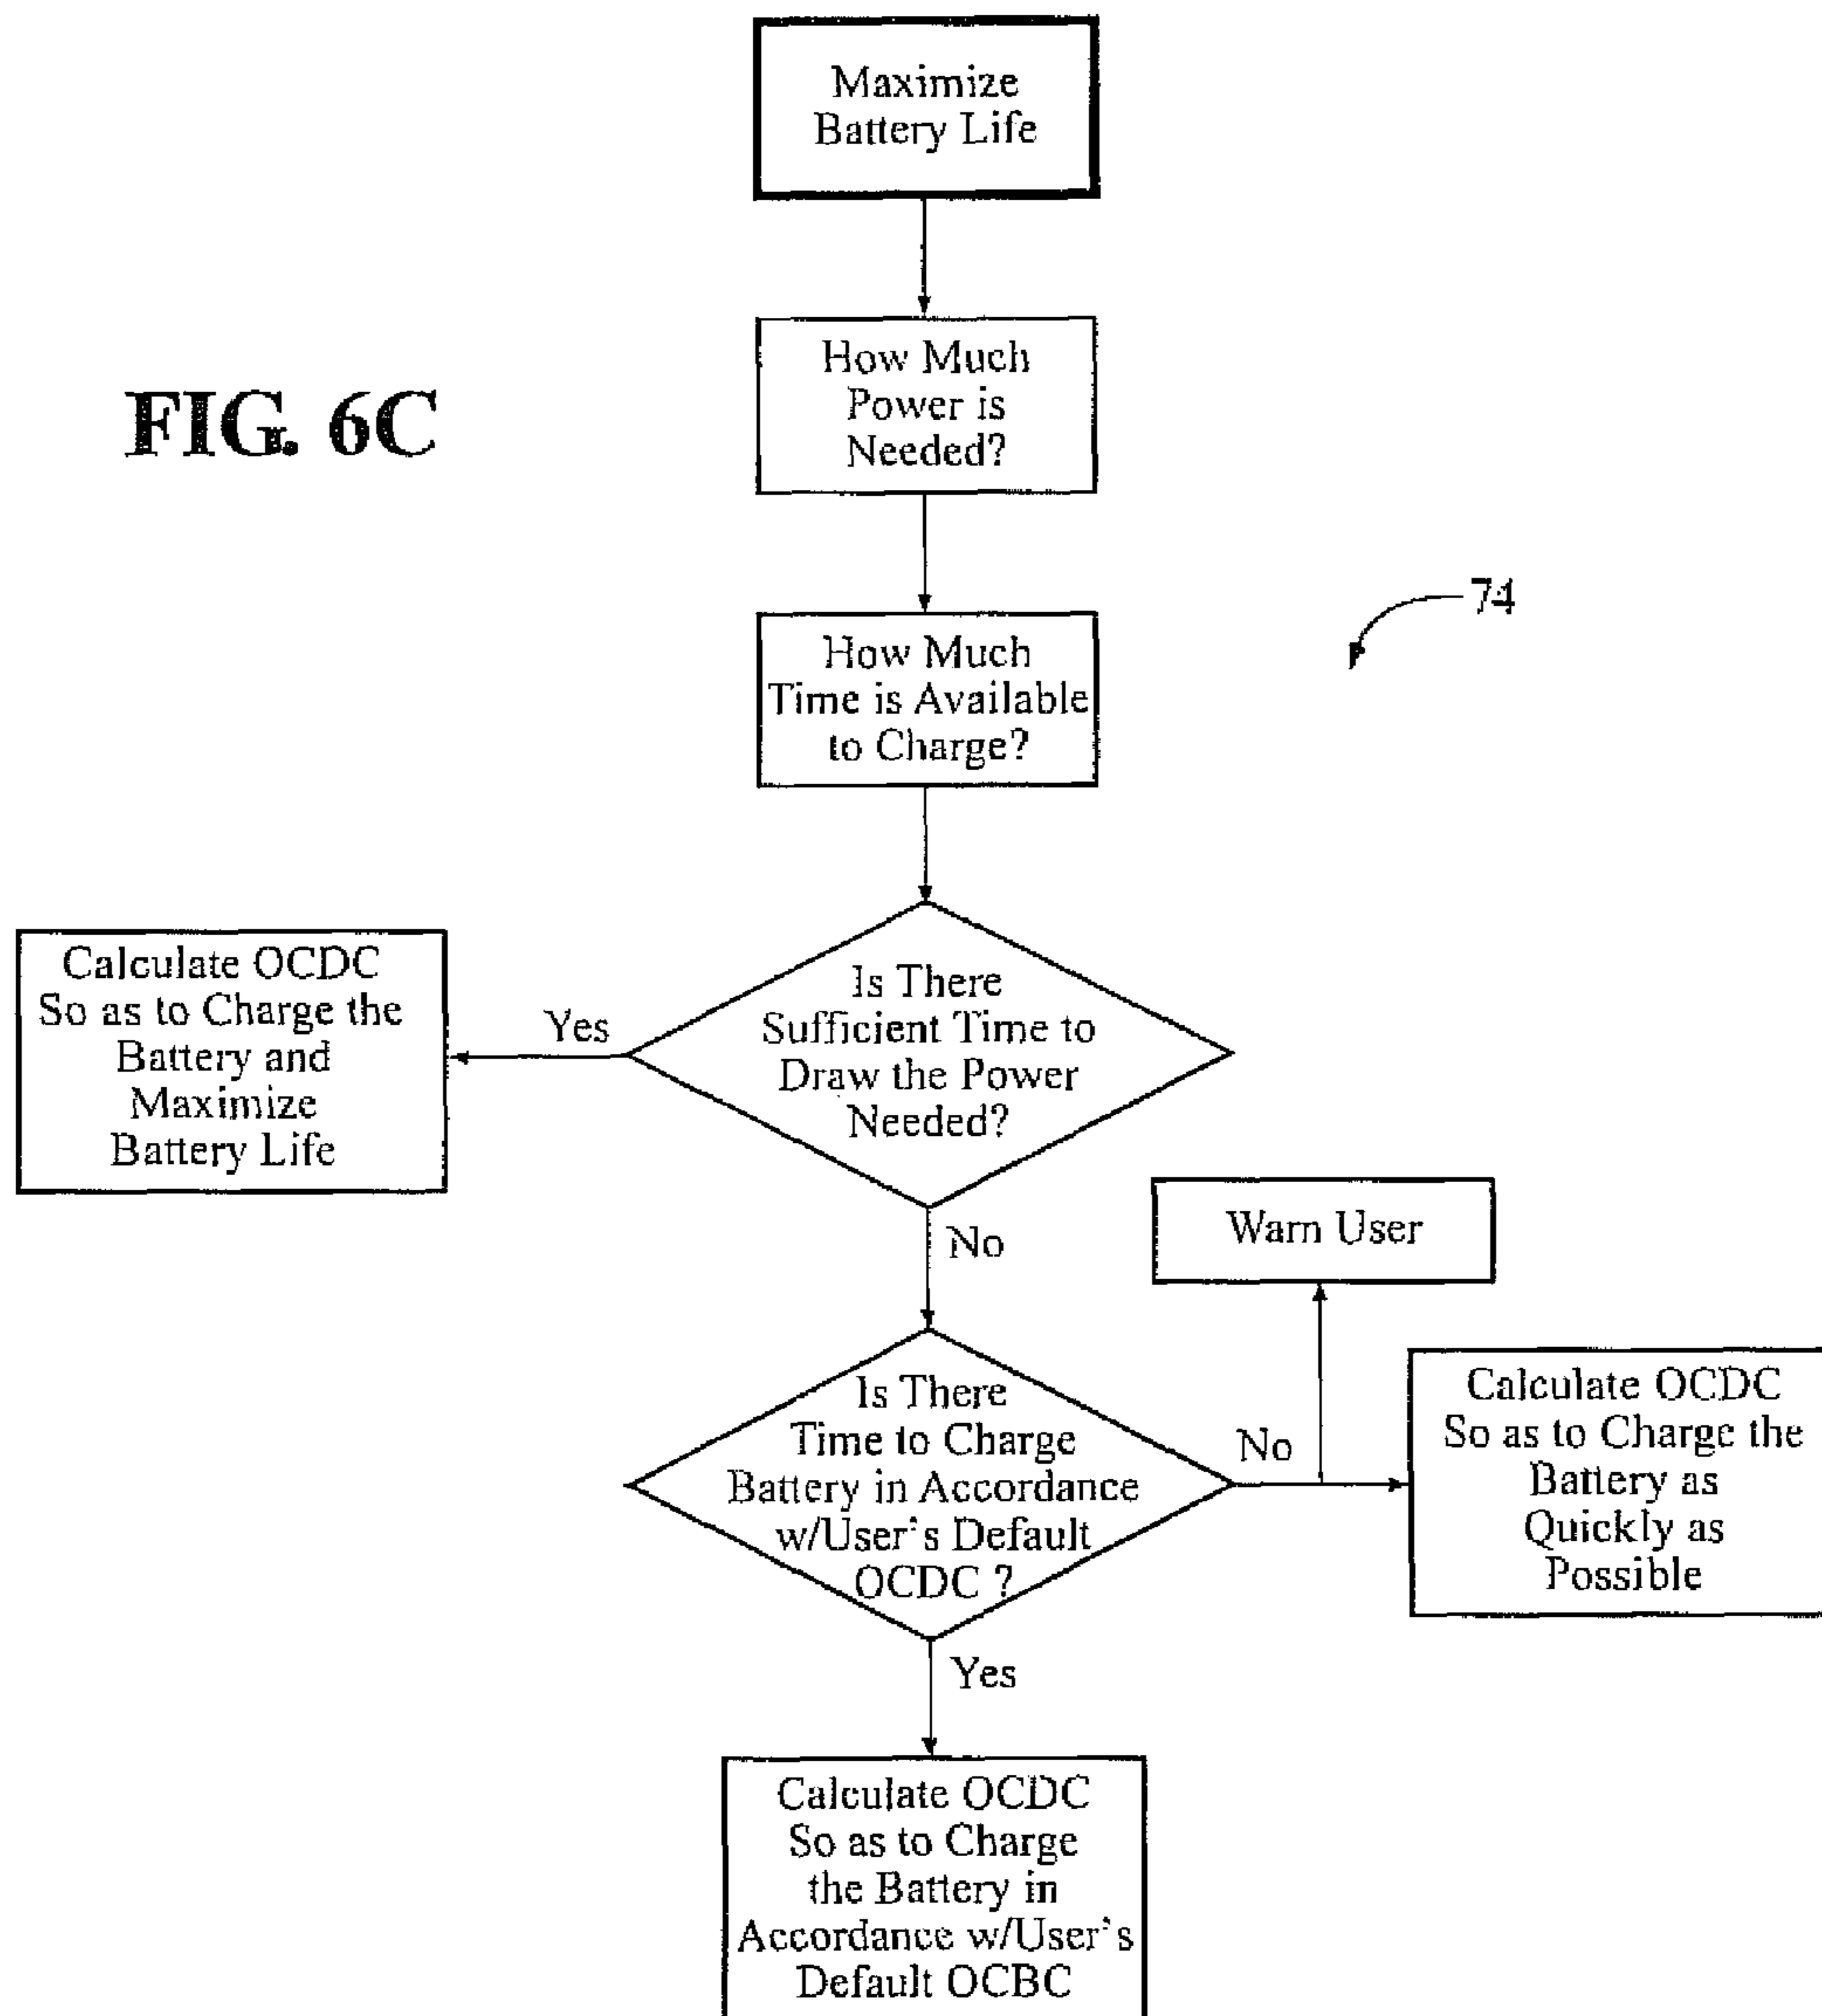 Maximize
Battery Life
How Much
Power is
Needed?
FIG. 6C
74
How Much
Time is Available
to Charge?
Calculate OCDC
So as to Charge the
Battery and
Maximize
Battery Life
Yes
Is There
Sufficient Time to
Draw the Power
Needed?
No
Warn User
Is There
Time to Charge
Battery in Accordance
w/User's Default
OCDC ?
No
Calculate OCDC
So as to Charge the
Battery as
Quickly as
Possible
Yes
Calculate OCDC
So as to Charge
the Battery in
Accordance w/User's
Default OCBC